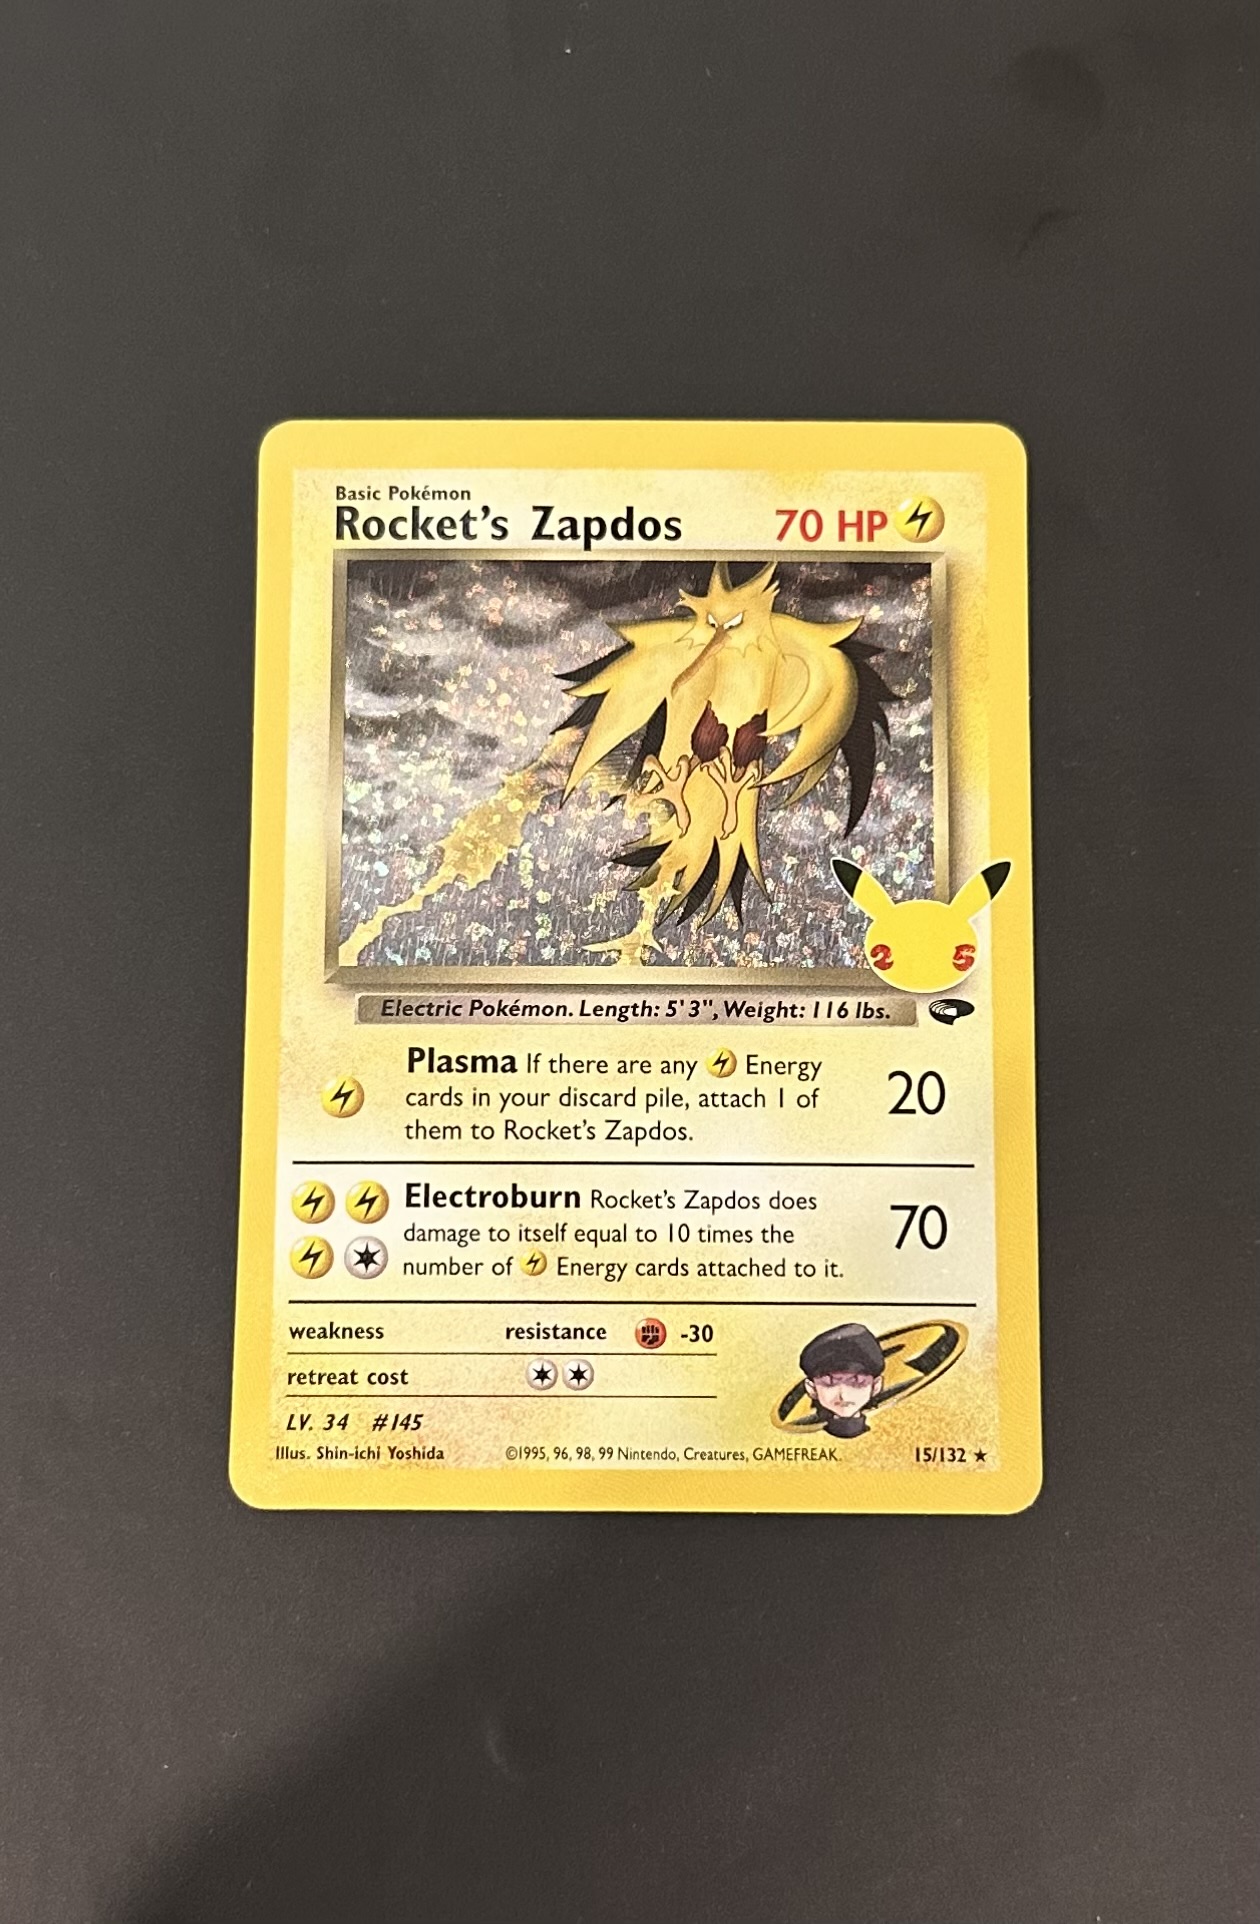 Basic Pokémon
Rocket's Zapdos 70 HP
25
Electric Pokémon. Length: 5'3", Weight: 116 lbs.
Plasma If there are any Energy
cards in your discard pile, attach 1 of
them to Rocket's Zapdos.
20
Electroburn Rocket's Zapdos does
damage to itself equal to 10 times the
number of Energy cards attached to it.
70
weakness resistance -30
retreat cost
LV. 34 #145
Illus. Shin-ichi Yoshida ©1995, 96, 98, 99 Nintendo, Creatures, GAMEFREAK. 15/132 ★